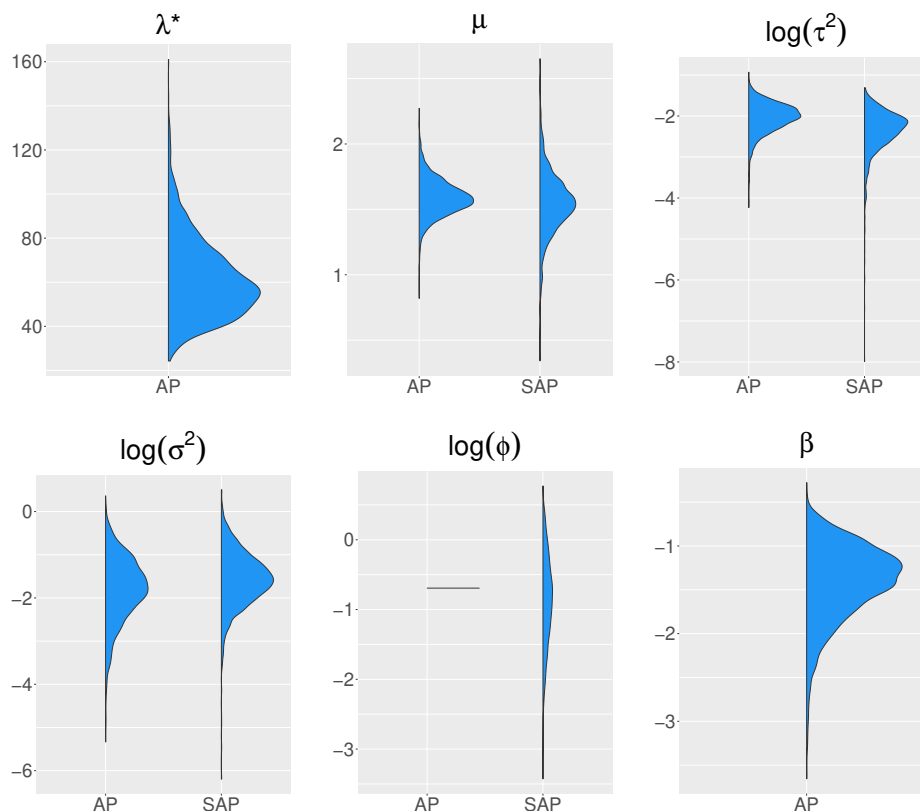 λ*
160
120
80
40
AP
μ
2
1
AP SAP
log(τ²)
−2
−4
−6
−8
AP SAP
log(σ²)
0
−2
−4
−6
AP SAP
log(ϕ)
0
−1
−2
−3
AP SAP
β
−1
−2
−3
AP